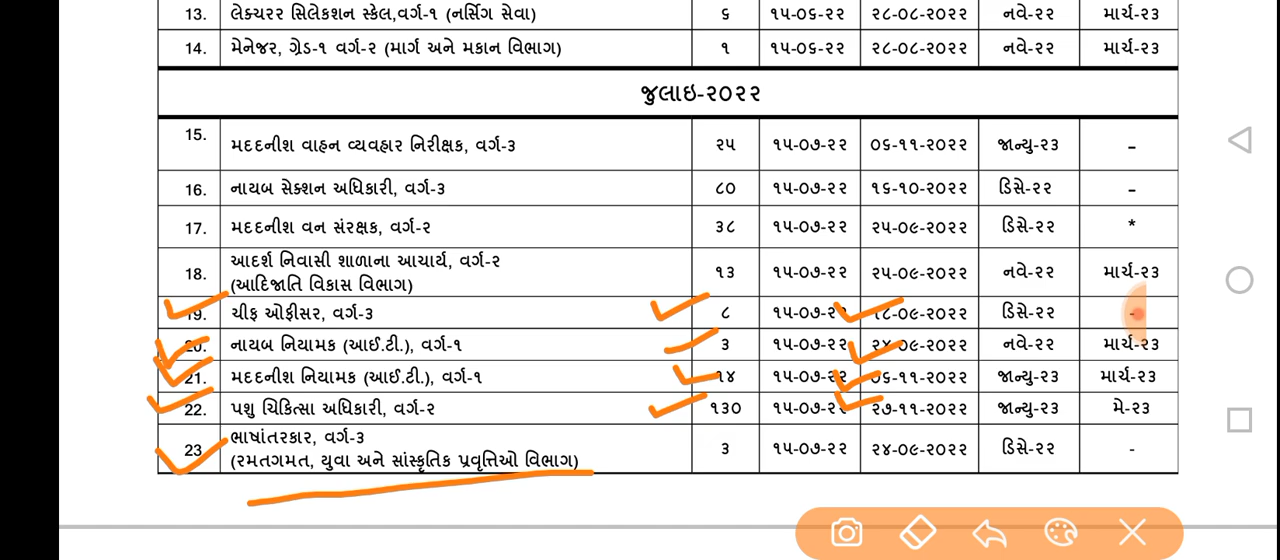 13. લેક્ચરર સિલેકશન સ્કેલ,વર્ગ-૧ (નર્સિંગ સેવા) ૬ ૧૫-૦૬-૨૨ ૨૮-૦૮-૨૦૨૨ નવે-૨૨ માર્ચ-૨૩
14. મેનેજર, ગ્રેડ-૧ વર્ગ-૨ (માર્ગ અને મકાન વિભાગ) ૧ ૧૫-૦૬-૨૨ ૨૮-૦૮-૨૦૨૨ નવે-૨૨ માર્ચ-૨૩
જુલાઇ-૨૦૨૨
15. મદદનીશ વાહન વ્યવહાર નિરીક્ષક, વર્ગ-૩ ૨૫ ૧૫-૦૭-૨૨ ૦૬-૧૧-૨૦૨૨ જાન્યુ-૨૩ -
16. નાયબ સેક્શન અધિકારી, વર્ગ-૩ ૮૦ ૧૫-૦૭-૨૨ ૧૬-૧૦-૨૦૨૨ ડિસે-૨૨ -
17. મદદનીશ વન સંરક્ષક, વર્ગ-૨ ૩૮ ૧૫-૦૭-૨૨ ૨૫-૦૯-૨૦૨૨ ડિસે-૨૨ *
18. આદર્શ નિવાસી શાળાના આચાર્ય, વર્ગ-૨ ૧૩ ૧૫-૦૭-૨૨ ૨૫-૦૯-૨૦૨૨ નવે-૨૨ માર્ચ-૨૩
(આદિજાતિ વિકાસ વિભાગ)
19. ચીફ ઓફીસર, વર્ગ-૩ ૮ ૧૫-૦૭-૨૨ ૧૮-૦૯-૨૦૨૨ ડિસે-૨૨ -
20. નાયબ નિયામક (આઈ.ટી.), વર્ગ-૧ ૩ ૧૫-૦૭-૨૨ ૨૪-૦૯-૨૦૨૨ નવે-૨૨ માર્ચ-૨૩
21. મદદનીશ નિયામક (આઈ.ટી.), વર્ગ-૧ ૧૪ ૧૫-૦૭-૨૨ ૦૬-૧૧-૨૦૨૨ જાન્યુ-૨૩ માર્ચ-૨૩
22. પશુ ચિકિત્સા અધિકારી, વર્ગ-૨ ૧૩૦ ૧૫-૦૭-૨૨ ૨૭-૧૧-૨૦૨૨ જાન્યુ-૨૩ મે-૨૩
23. ભાષાંતરકાર, વર્ગ-૩ ૩ ૧૫-૦૭-૨૨ ૨૪-૦૯-૨૦૨૨ ડિસે-૨૨ -
(રમતગમત, યુવા અને સાંસ્કૃતિક પ્રવૃત્તિઓ વિભાગ)